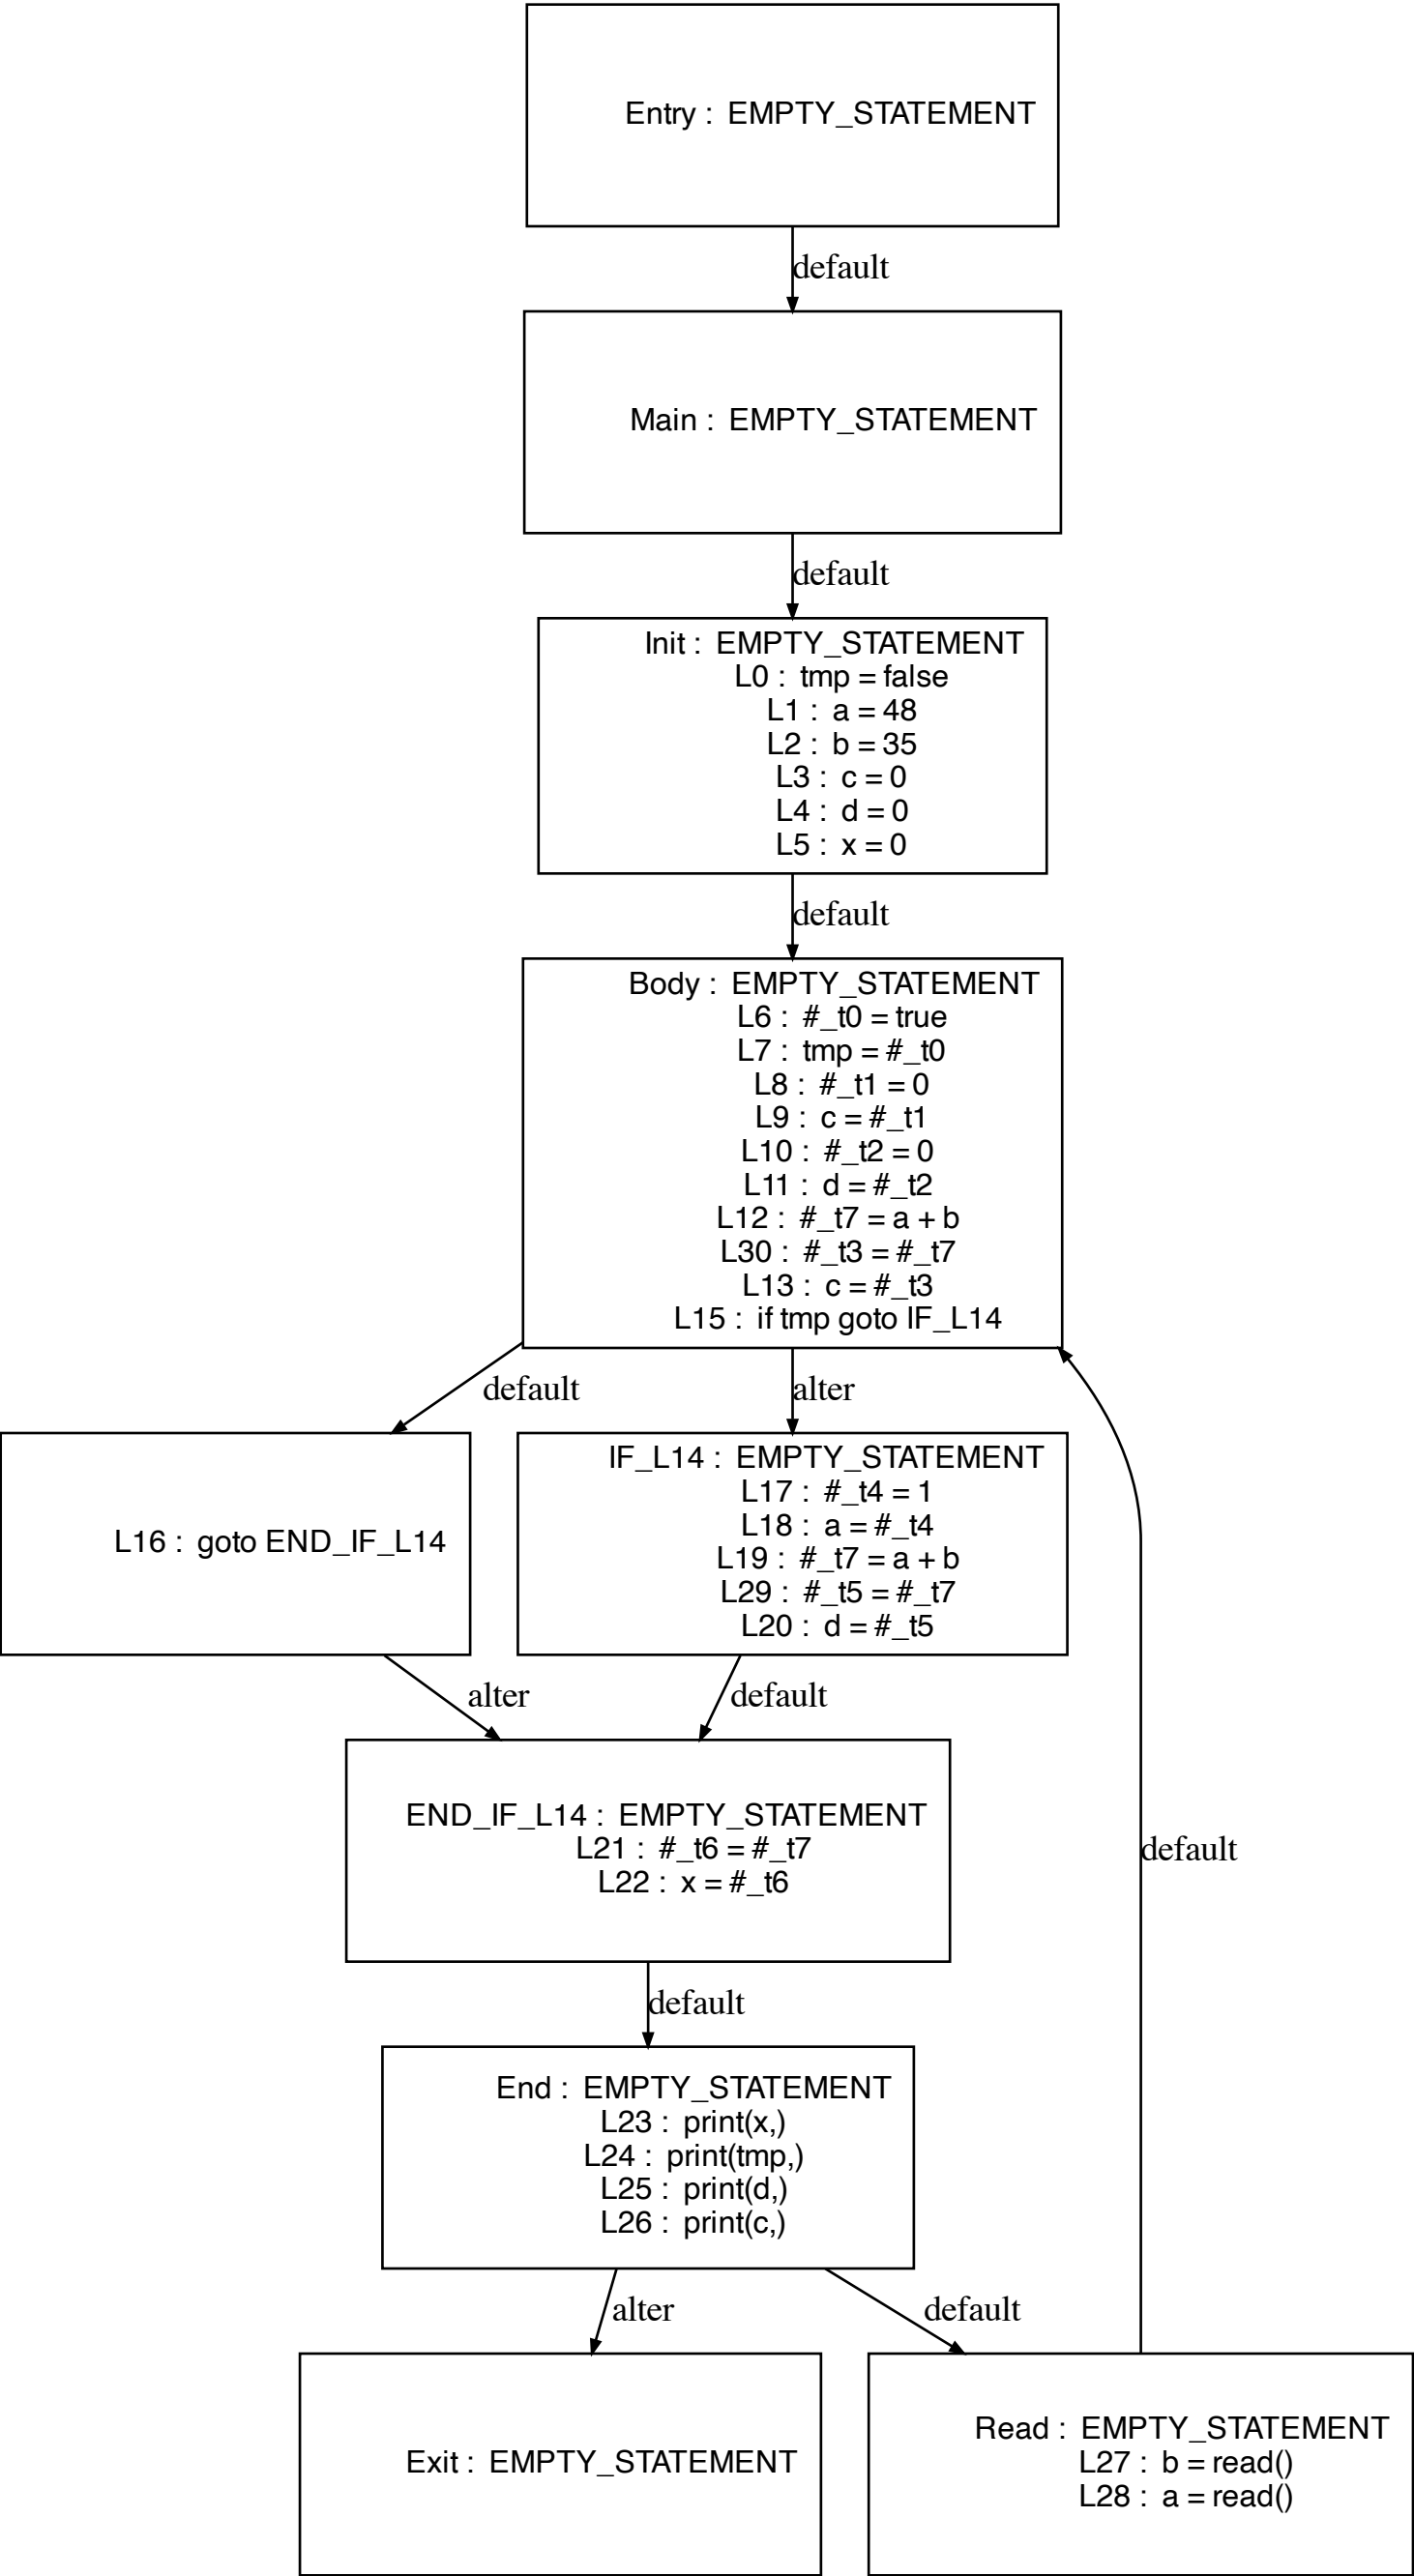 Entry :  EMPTY_STATEMENT
default
Main :  EMPTY_STATEMENT
default
Init :  EMPTY_STATEMENT
L0 :  tmp = false
L1 :  a = 48
L2 :  b = 35
L3 :  c = 0
L4 :  d = 0
L5 :  x = 0
default
Body :  EMPTY_STATEMENT
L6 :  #_t0 = true
L7 :  tmp = #_t0
L8 :  #_t1 = 0
L9 :  c = #_t1
L10 :  #_t2 = 0
L11 :  d = #_t2
L12 :  #_t7 = a + b
L30 :  #_t3 = #_t7
L13 :  c = #_t3
L15 :  if tmp goto IF_L14
default
alter
L16 :  goto END_IF_L14
IF_L14 :  EMPTY_STATEMENT
L17 :  #_t4 = 1
L18 :  a = #_t4
L19 :  #_t7 = a + b
L29 :  #_t5 = #_t7
L20 :  d = #_t5
alter
default
END_IF_L14 :  EMPTY_STATEMENT
L21 :  #_t6 = #_t7
L22 :  x = #_t6
default
default
End :  EMPTY_STATEMENT
L23 :  print(x,)
L24 :  print(tmp,)
L25 :  print(d,)
L26 :  print(c,)
alter
default
Exit :  EMPTY_STATEMENT
Read :  EMPTY_STATEMENT
L27 :  b = read()
L28 :  a = read()